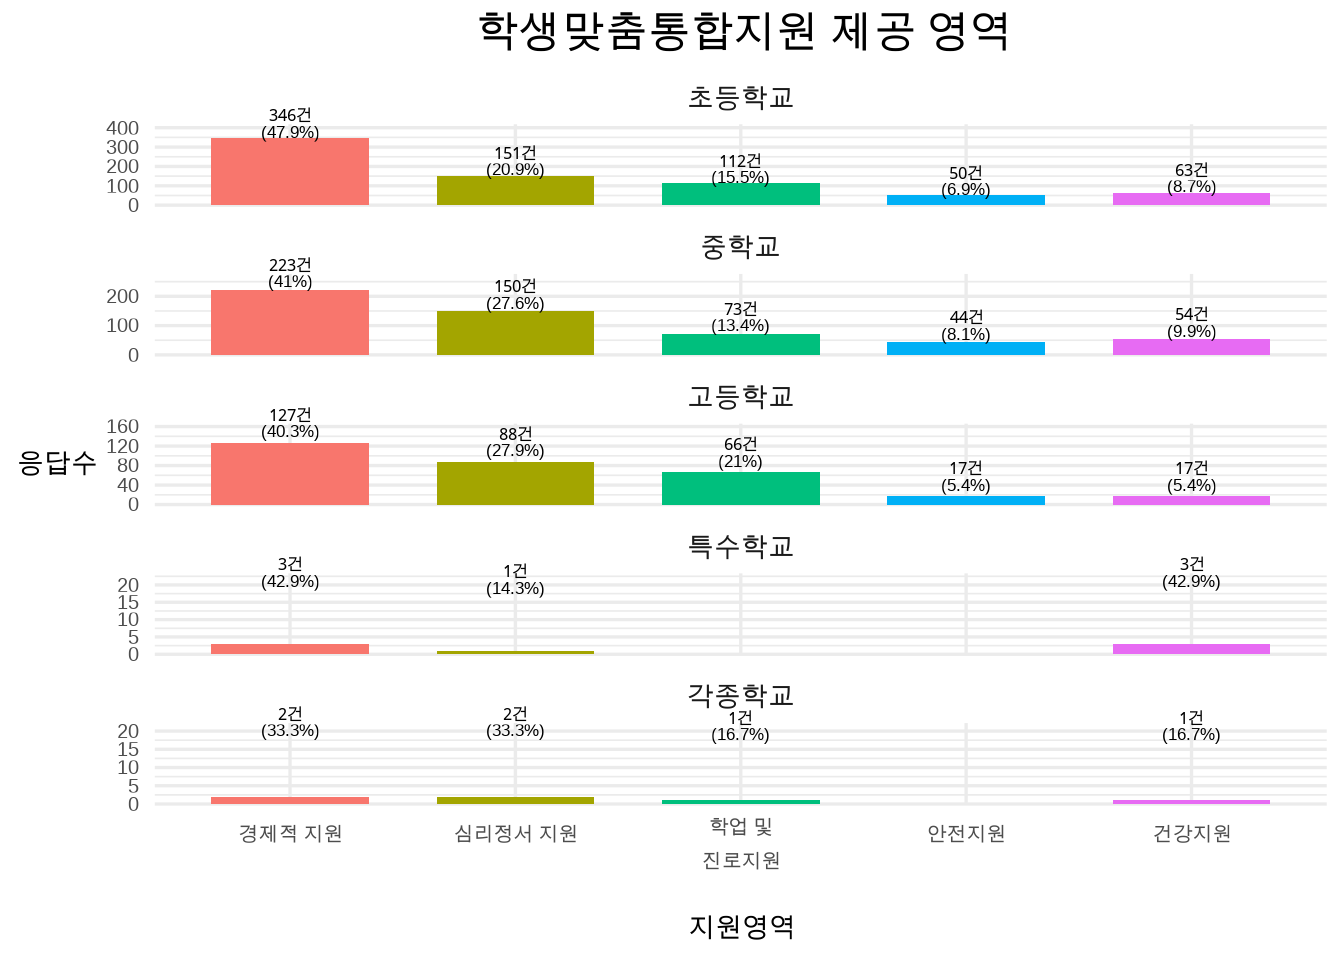 학생맞춤통합지원 제공 영역
초등학교
346건
(47.9%)
151건
(20.9%)
112건
(15.5%)
50건
(6.9%)
63건
(8.7%)
400
300
200
100
0
중학교
223건
(41%)
150건
(27.6%)
73건
(13.4%)
44건
(8.1%)
54건
(9.9%)
200
100
0
고등학교
127건
(40.3%)
88건
(27.9%)
66건
(21%)
17건
(5.4%)
17건
(5.4%)
160
120
80
40
0
응답수
특수학교
3건
(42.9%)
1건
(14.3%)
3건
(42.9%)
20
15
10
5
0
각종학교
2건
(33.3%)
2건
(33.3%)
1건
(16.7%)
1건
(16.7%)
20
15
10
5
0
경제적 지원
심리정서 지원
학업 및
진로지원
안전지원
건강지원
지원영역